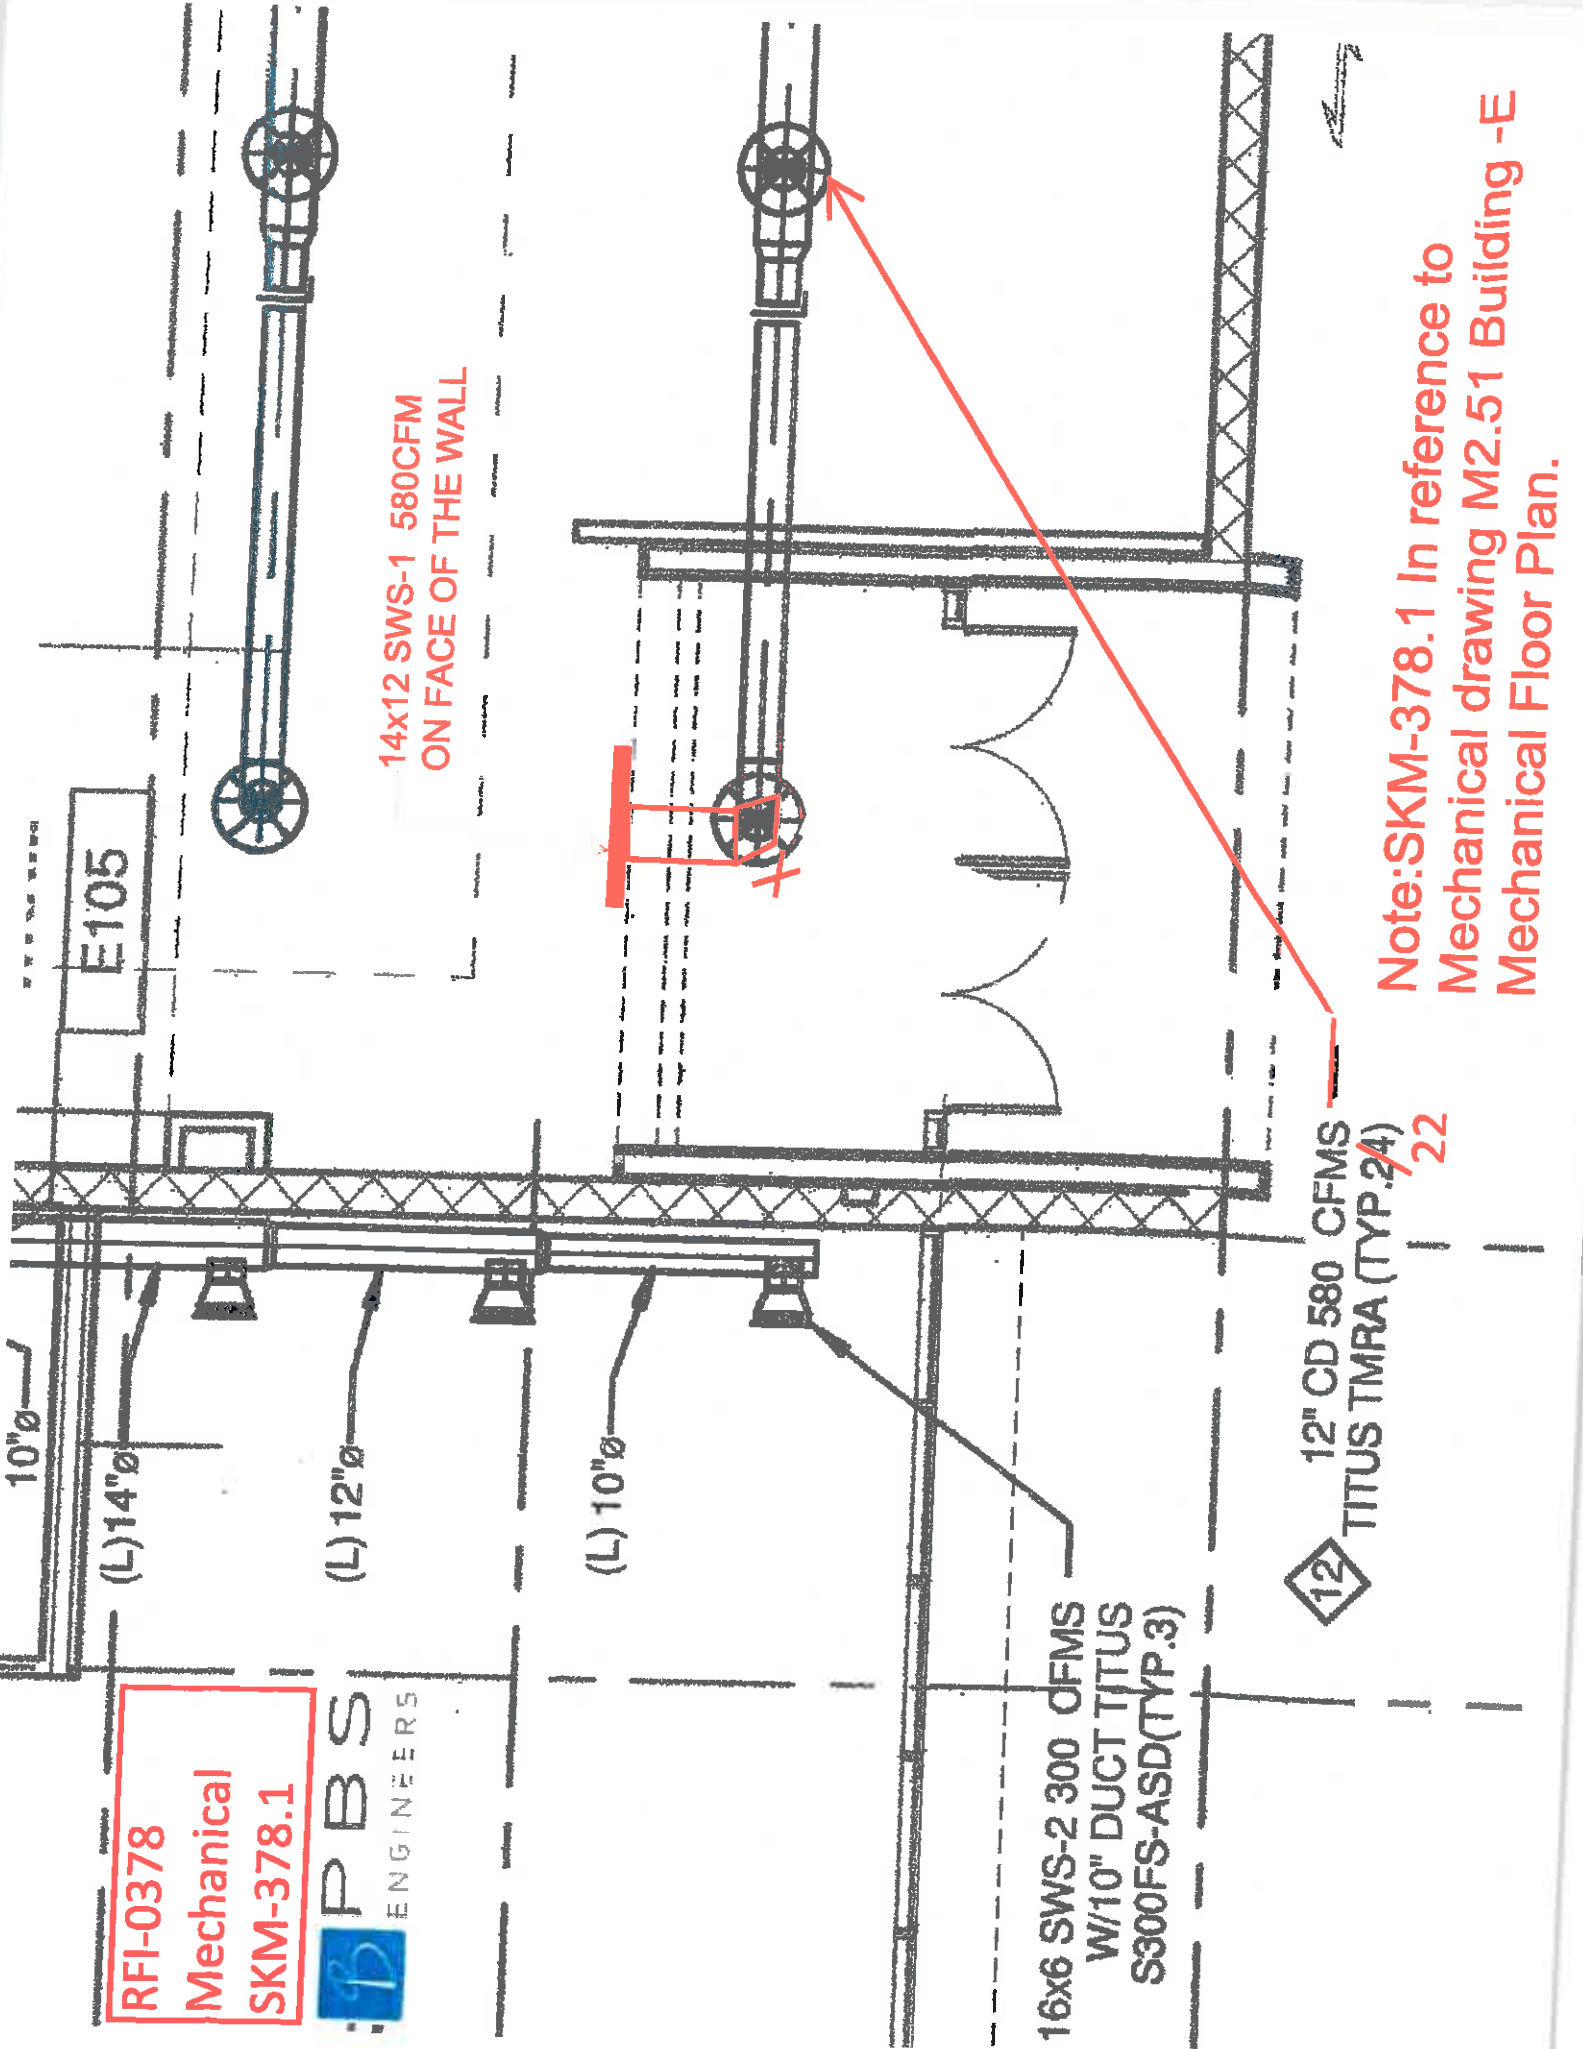 RFI-0378
Mechanical
SKM-378.1
PBS
ENGINEERS
10"ø
(L)14"ø
(L)12"ø
(L) 10"ø
E105
14x12 SWS-1 580CFM
ON FACE OF THE WALL
16x6 SWS-2 300 CFMS
W/10" DUCT TITUS
S300FS-ASD(TYP.3)
12
12" CD 580 CFMS
TITUS TMRA (TYP.24)
22
Note:SKM-378.1 In reference to
Mechanical drawing M2.51 Building -E
Mechanical Floor Plan.